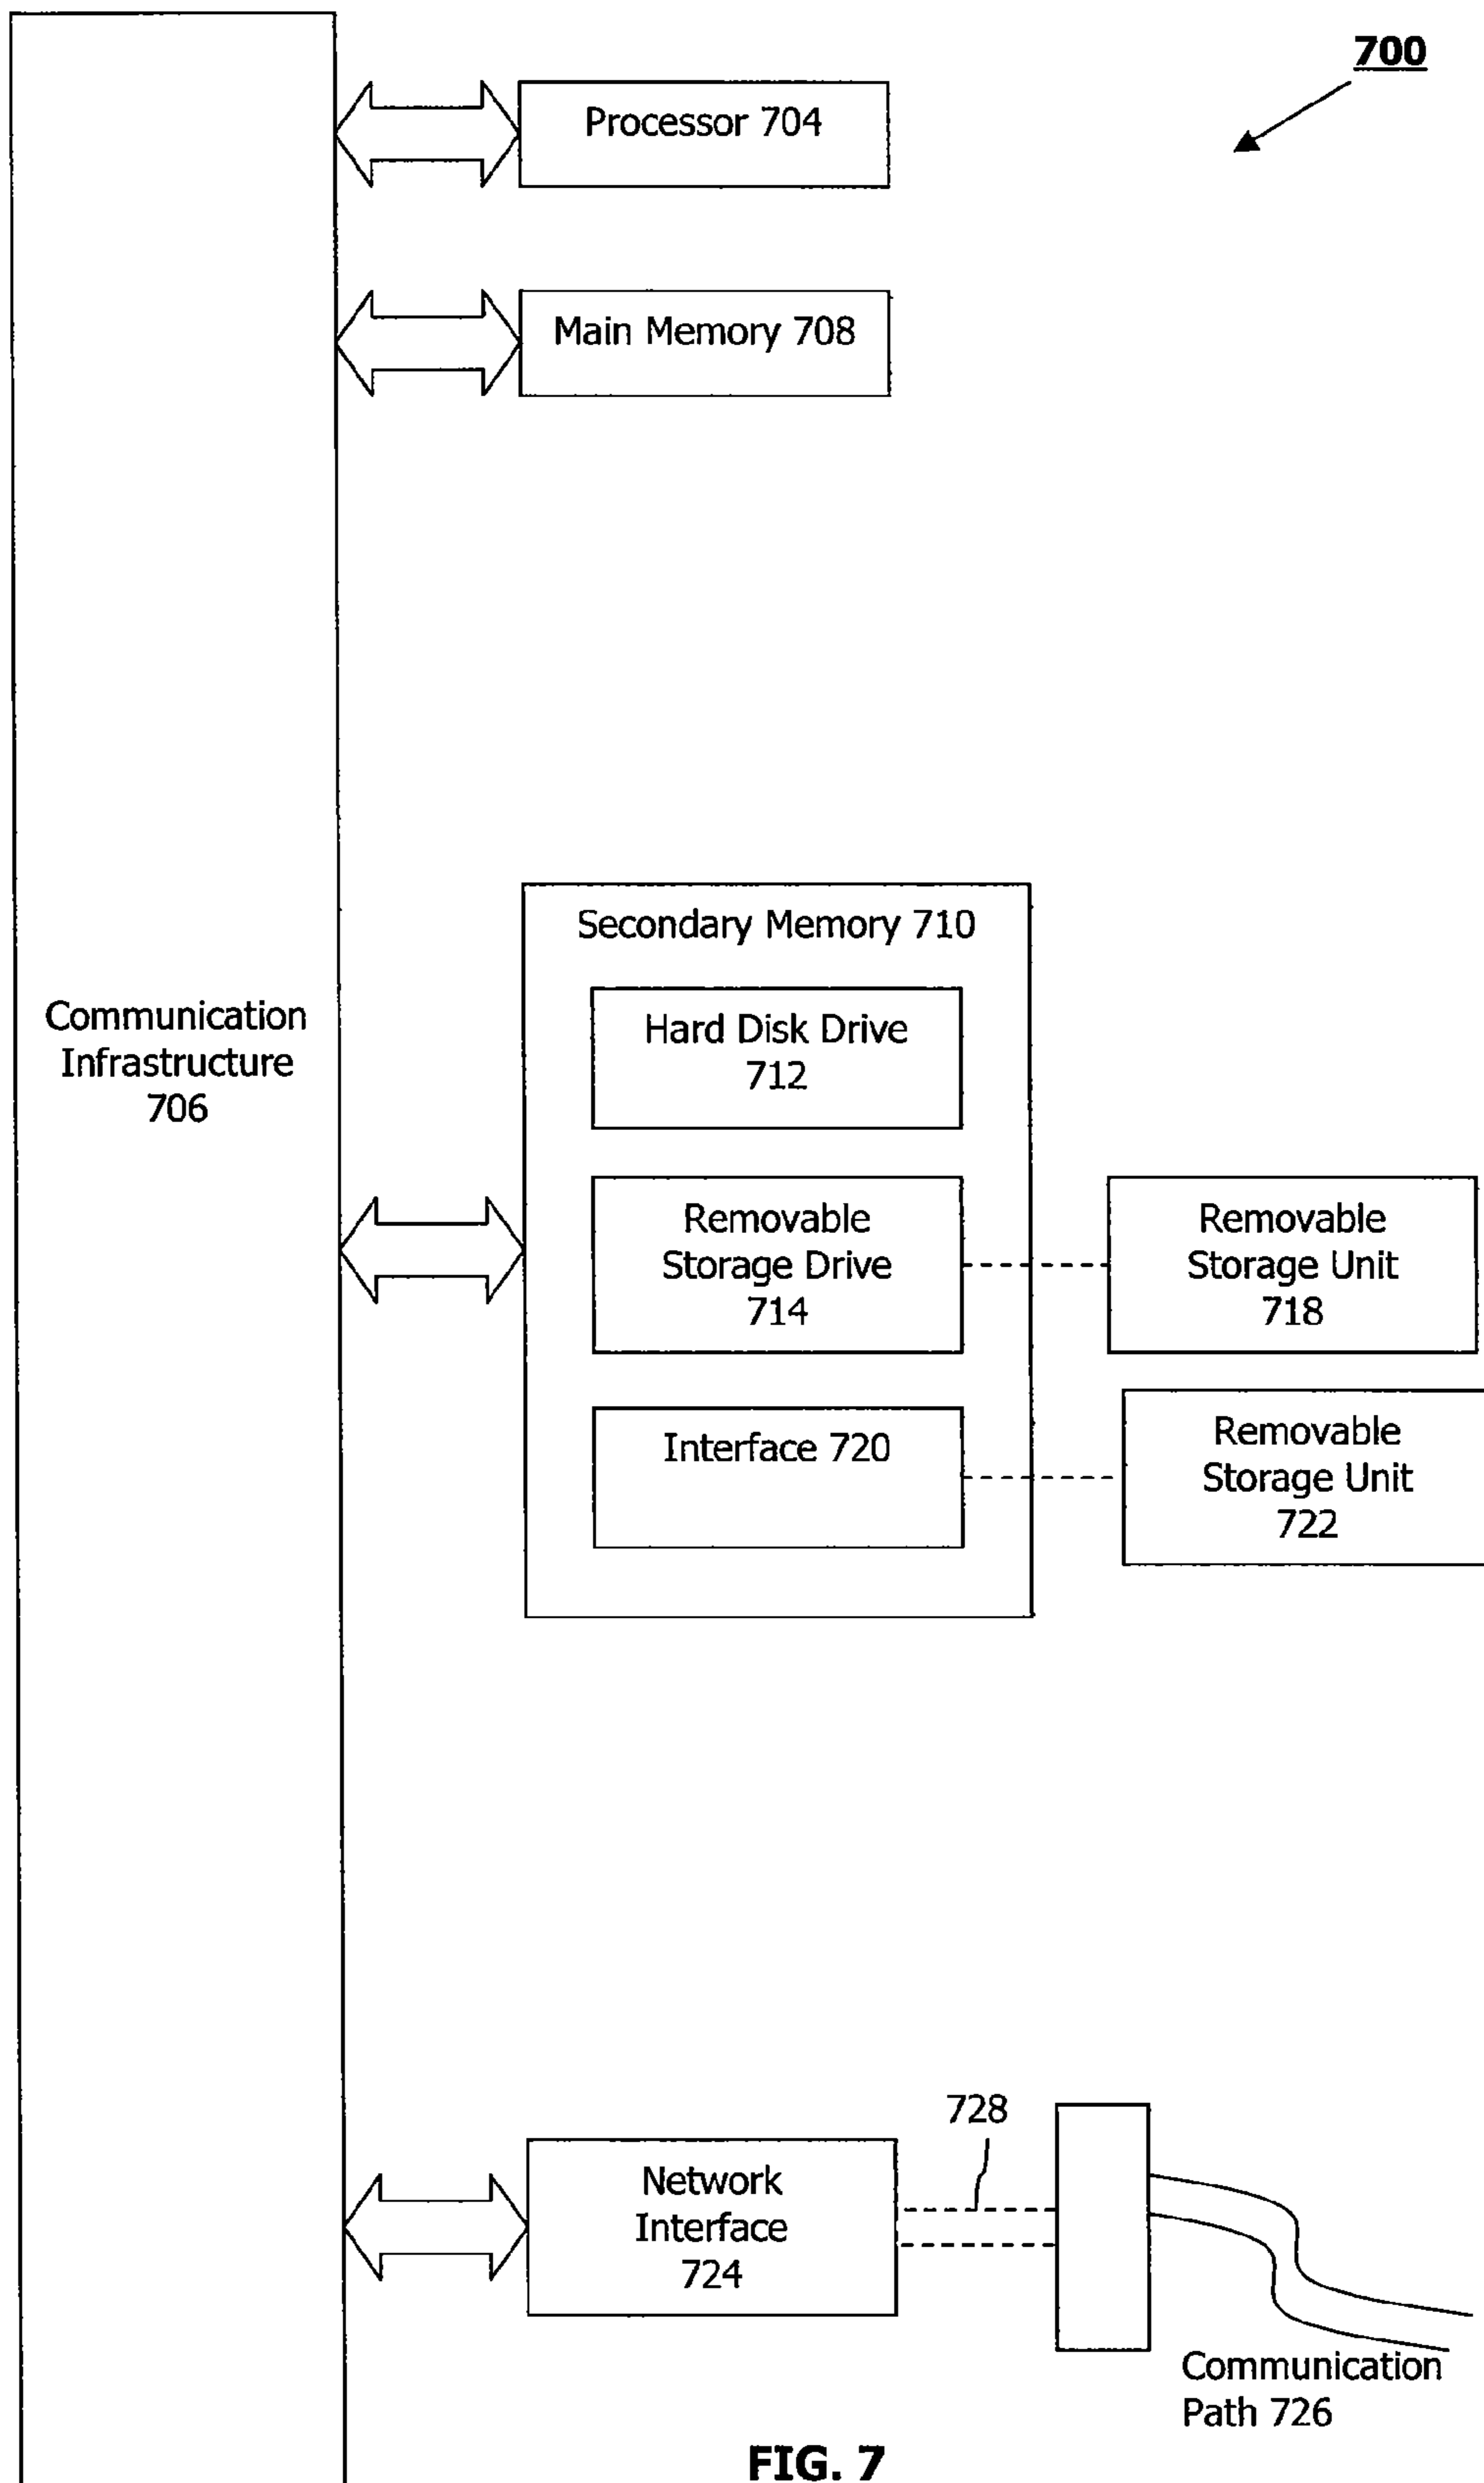 700
Processor 704
Main Memory 708
Communication
Infrastructure
706
Secondary Memory 710
Hard Disk Drive
712
Removable
Storage Drive
714
Removable
Storage Unit
718
Interface 720
Removable
Storage Unit
722
728
Network
Interface
724
Communication
Path 726
FIG. 7